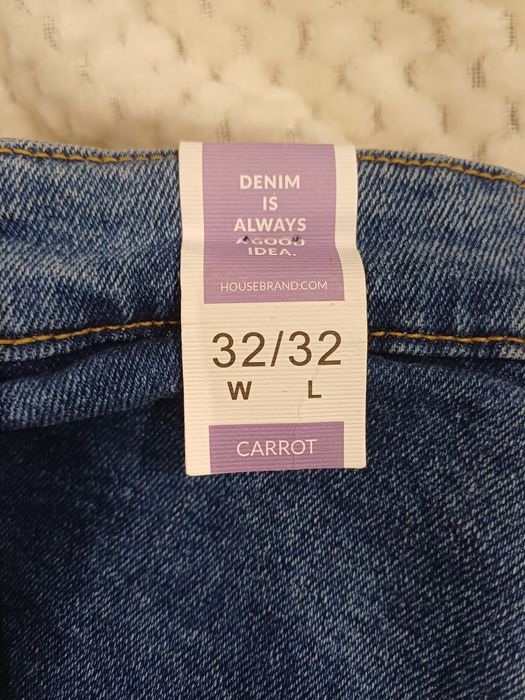 DENIM
IS
ALWAYS
A GOOD
IDEA.
HOUSEBRAND.COM
32/32
W L
CARROT